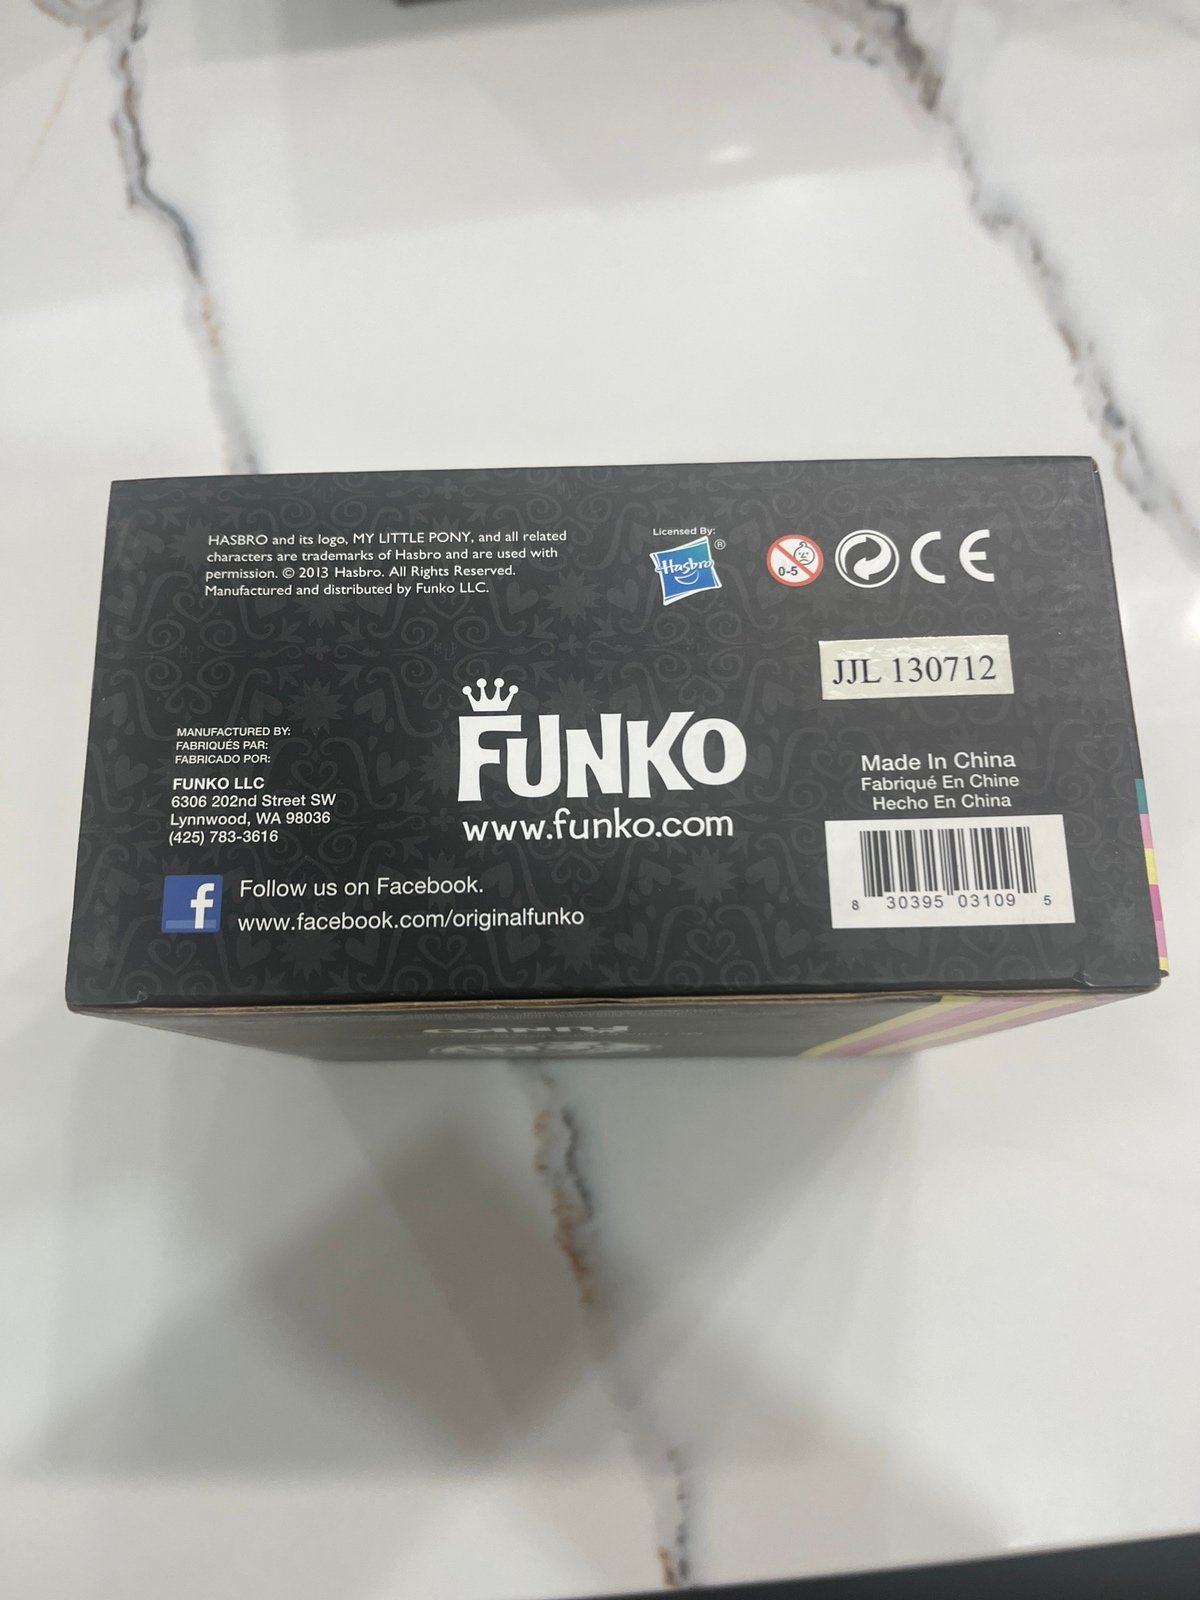 HASBRO and its logo, MY LITTLE PONY, and all related
characters are trademarks of Hasbro and are used with
permission. © 2013 Hasbro. All Rights Reserved.
Manufactured and distributed by Funko LLC.
Licensed By:
Hasbro ®
0-5
CE
JJL 130712
MANUFACTURED BY:
FABRIQUÉS PAR:
FABRICADO POR:
FUNKO LLC
6306 202nd Street SW
Lynnwood, WA 98036
(425) 783-3616
FUNKO
www.funko.com
Made In China
Fabriqué En Chine
Hecho En China
8 30395 03109 5
f
Follow us on Facebook.
www.facebook.com/originalfunko
FUNKO